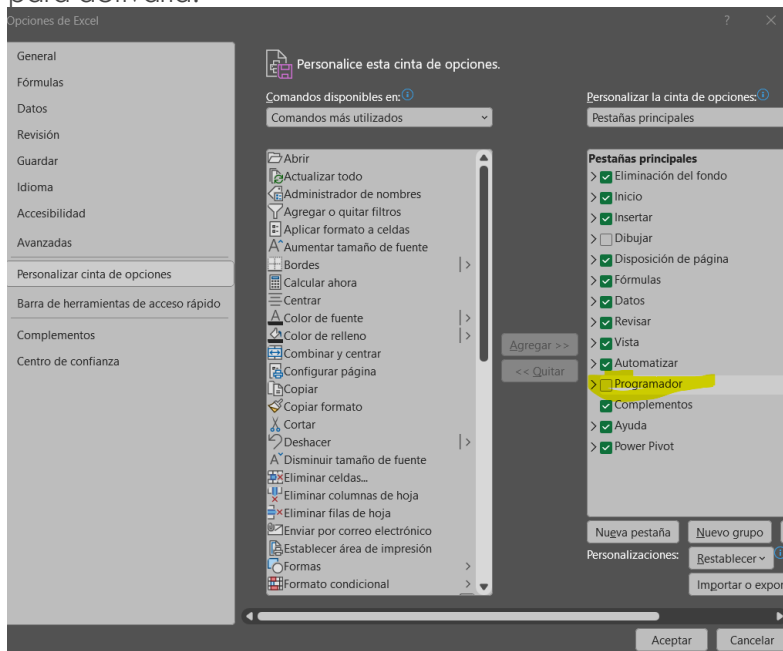 para activarla.
Opciones de Excel
?
General
Fórmulas
Datos
Revisión
Guardar
Idioma
Accesibilidad
Avanzadas
Personalizar cinta de opciones
Barra de herramientas de acceso rápido
Complementos
Centro de confianza
Personalice esta cinta de opciones.
Comandos disponibles en:
Comandos más utilizados
Abrir
Actualizar todo
Administrador de nombres
Agregar o quitar filtros
Aplicar formato a celdas
Aumentar tamaño de fuente
Bordes
Calcular ahora
Centrar
Color de fuente
Color de relleno
Combinar y centrar
Configurar página
Copiar
Copiar formato
Cortar
Deshacer
Disminuir tamaño de fuente
Eliminar celdas...
Eliminar columnas de hoja
Eliminar filas de hoja
Enviar por correo electrónico
Establecer área de impresión
Formas
Formato condicional
Agregar >>
<< Quitar
Personalizar la cinta de opciones:
Pestañas principales
Pestañas principales
Eliminación del fondo
Inicio
Insertar
Dibujar
Disposición de página
Fórmulas
Datos
Revisar
Vista
Automatizar
Programador
Complementos
Ayuda
Power Pivot
Nueva pestaña
Nuevo grupo
Personalizaciones:
Restablecer
Importar o expor
Aceptar
Cancelar